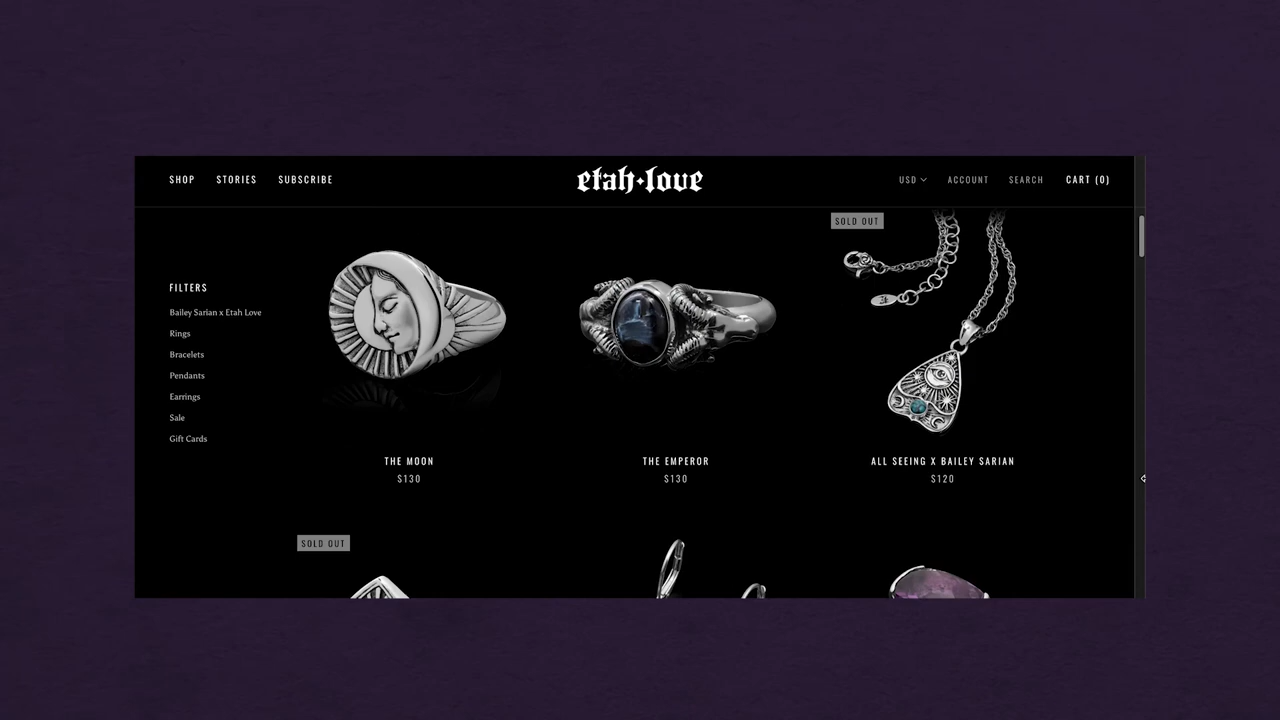 SHOP STORIES SUBSCRIBE
etah·love
USD ACCOUNT SEARCH CART (0)
SOLD OUT
FILTERS
Bailey Sarian x Etah Love
Rings
Bracelets
Pendants
Earrings
Sale
Gift Cards
THE MOON
$130
THE EMPEROR
$130
ALL SEEING X BAILEY SARIAN
$120
SOLD OUT